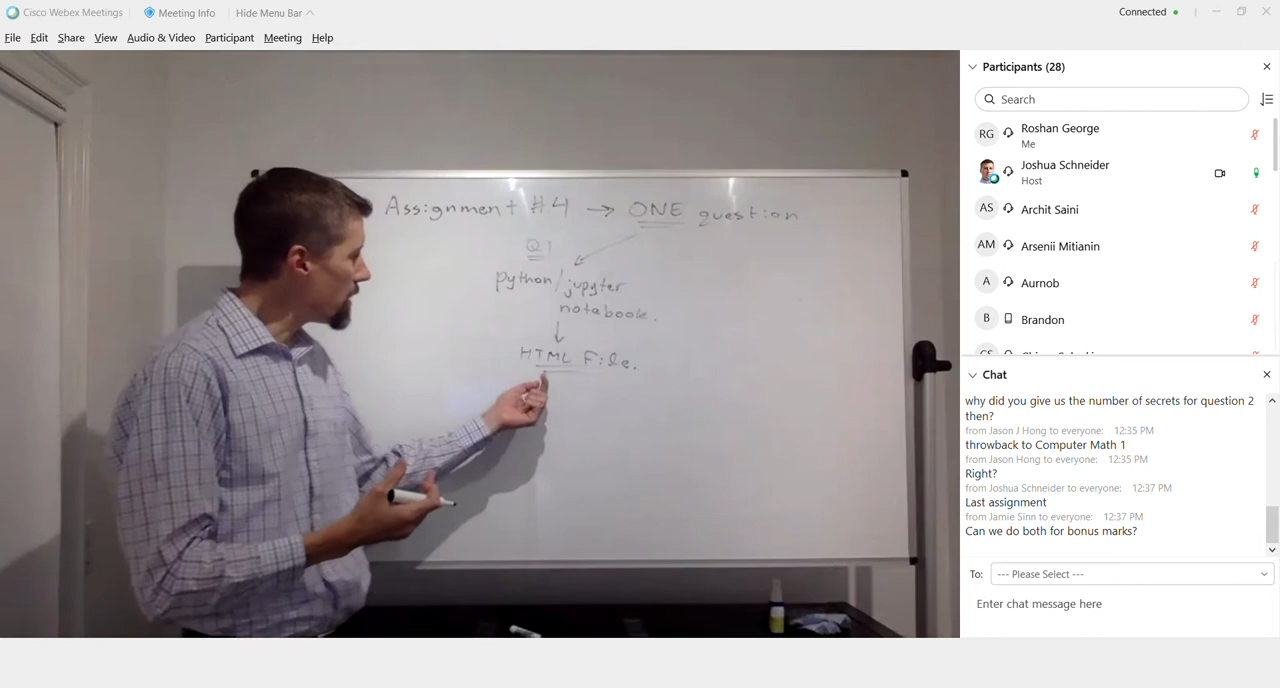 Cisco Webex Meetings
Meeting Info
Hide Menu Bar
Connected
File Edit Share View Audio & Video Participant Meeting Help
Assignment #4 → ONE question
Q1
python/jupyter
notebook.
HTML File.
Participants (28)
Search
RG Roshan George
Me
Joshua Schneider
Host
AS Archit Saini
AM Arsenii Mitianin
A Aurnob
B Brandon
Chat
why did you give us the number of secrets for question 2
then?
from Jason J Hong to everyone: 12:35 PM
throwback to Computer Math 1
from Jason Hong to everyone: 12:35 PM
Right?
from Joshua Schneider to everyone: 12:37 PM
Last assignment
from Jamie Sinn to everyone: 12:37 PM
Can we do both for bonus marks?
To: --- Please Select ---
Enter chat message here